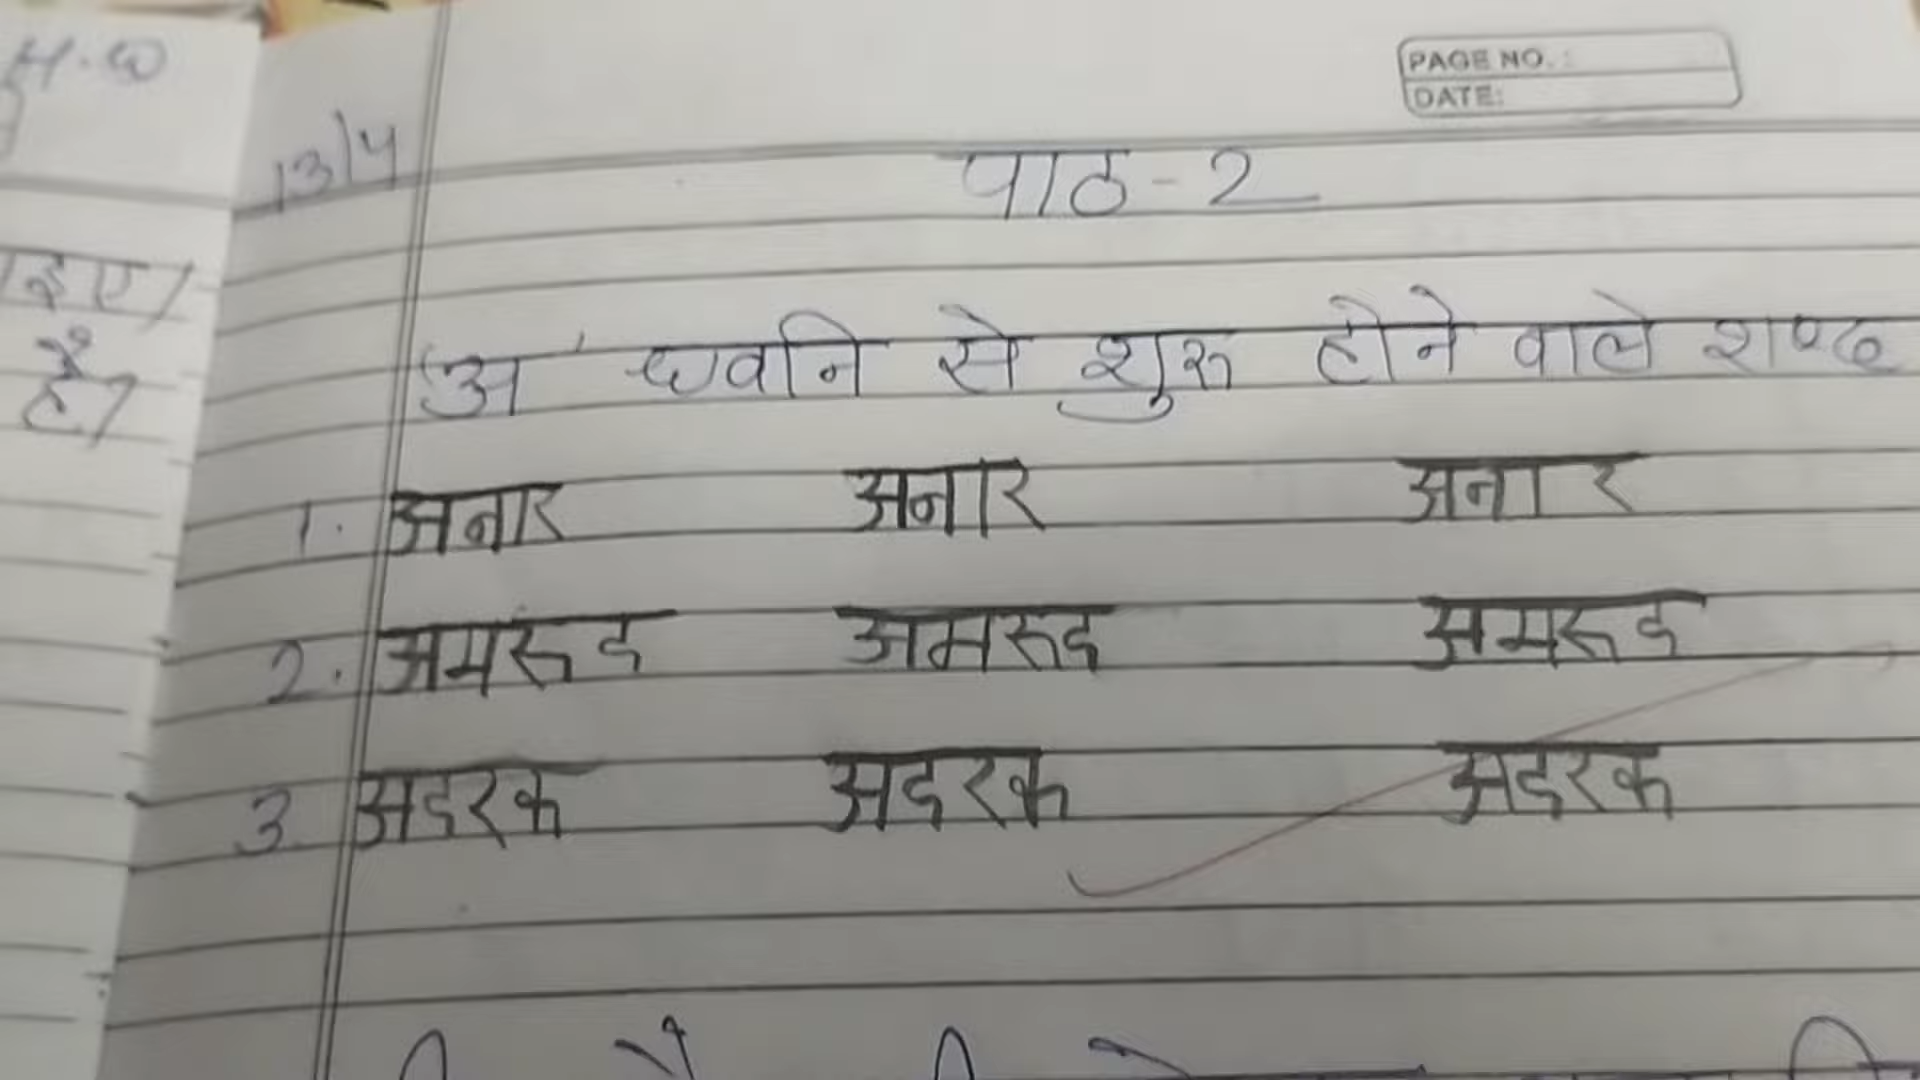 H.W
इए।
है।
PAGE NO. :
DATE:
13/4
पाठ - 2
'अ' ध्वनि से शुरू होने वाले शब्द
1. अनार अनार अनार
2. अमरूद अमरूद अमरूद
3. अदरक अदरक अदरक